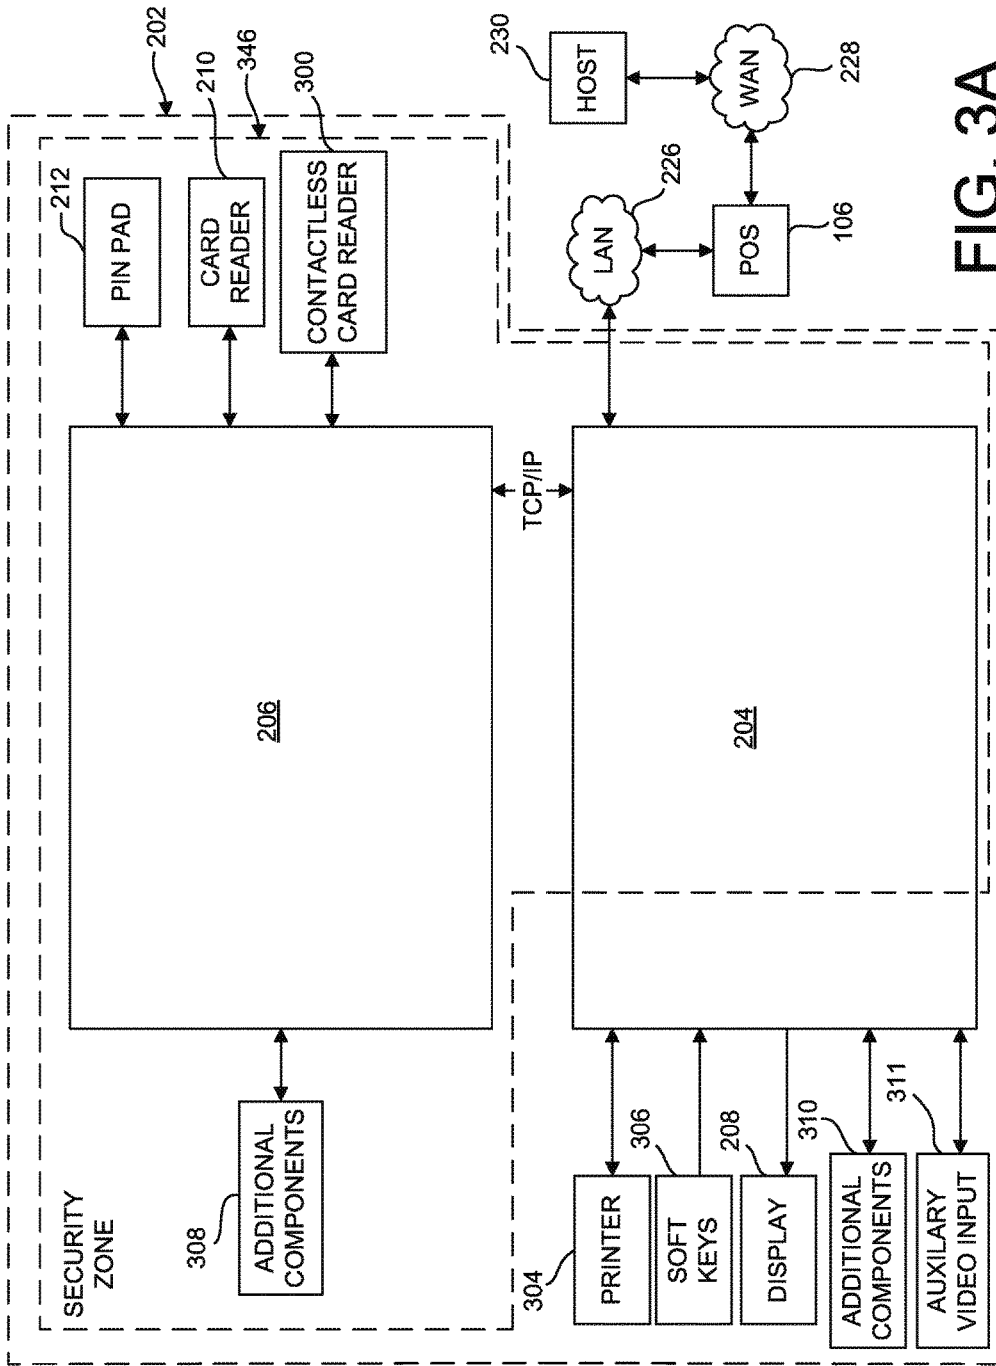 SECURITY
ZONE
212
PIN PAD
202
210
CARD
READER
346
308
ADDITIONAL
COMPONENTS
206
300
CONTACTLESS
CARD READER
TCP/IP
230
HOST
304
PRINTER
LAN
226
306
SOFT
KEYS
208
DISPLAY
204
POS
WAN
106
228
310
ADDITIONAL
COMPONENTS
311
AUXILARY
VIDEO INPUT
FIG. 3A